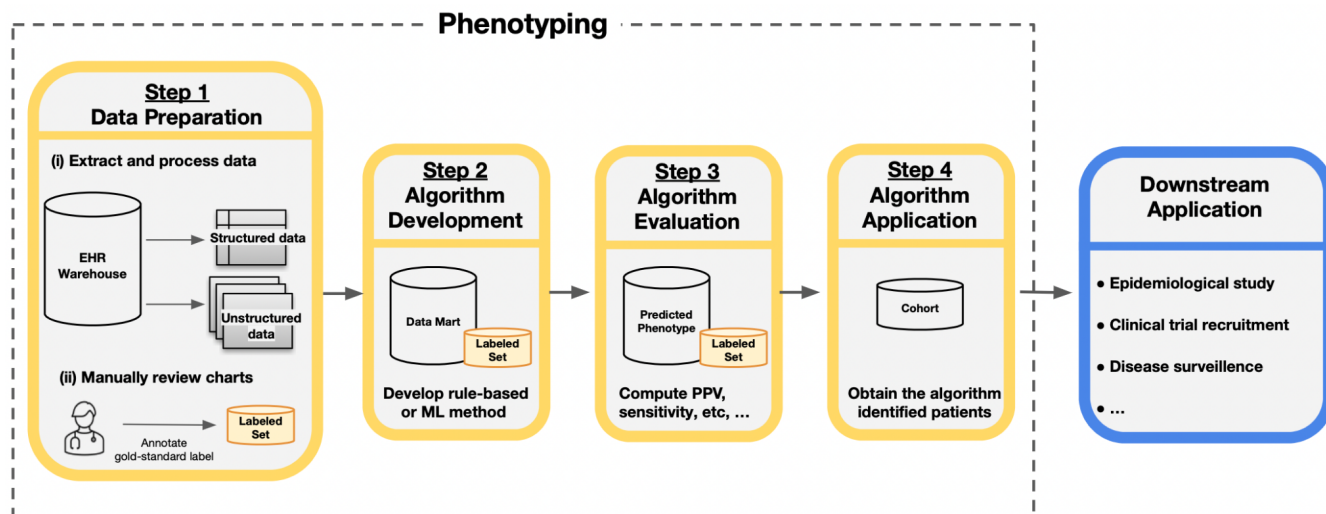 Phenotyping
Step 1
Data Preparation
(i) Extract and process data
EHR
Warehouse
Structured data
Unstructured
data
(ii) Manually review charts
Annotate
gold-standard label
Labeled
Set
Step 2
Algorithm
Development
Data Mart
Labeled
Set
Develop rule-based
or ML method
Step 3
Algorithm
Evaluation
Predicted
Phenotype
Labeled
Set
Compute PPV,
sensitivity, etc, ...
Step 4
Algorithm
Application
Cohort
Obtain the algorithm
identified patients
Downstream
Application
● Epidemiological study
● Clinical trial recruitment
● Disease surveillence
● ...